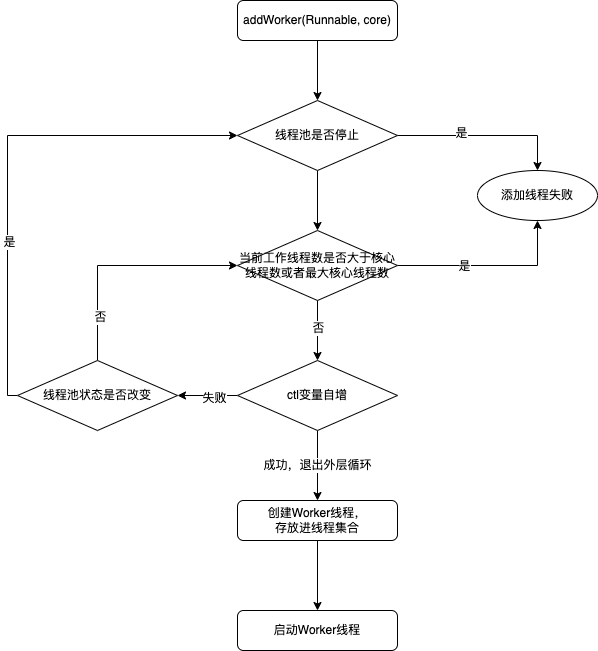 addWorker(Runnable, core)
线程池是否停止
是
添加线程失败
是
当前工作线程数是否大于核心
线程数或者最大核心线程数
是
否
否
线程池状态是否改变
失败
ctl变量自增
成功，退出外层循环
创建Worker线程，
存放进线程集合
启动Worker线程